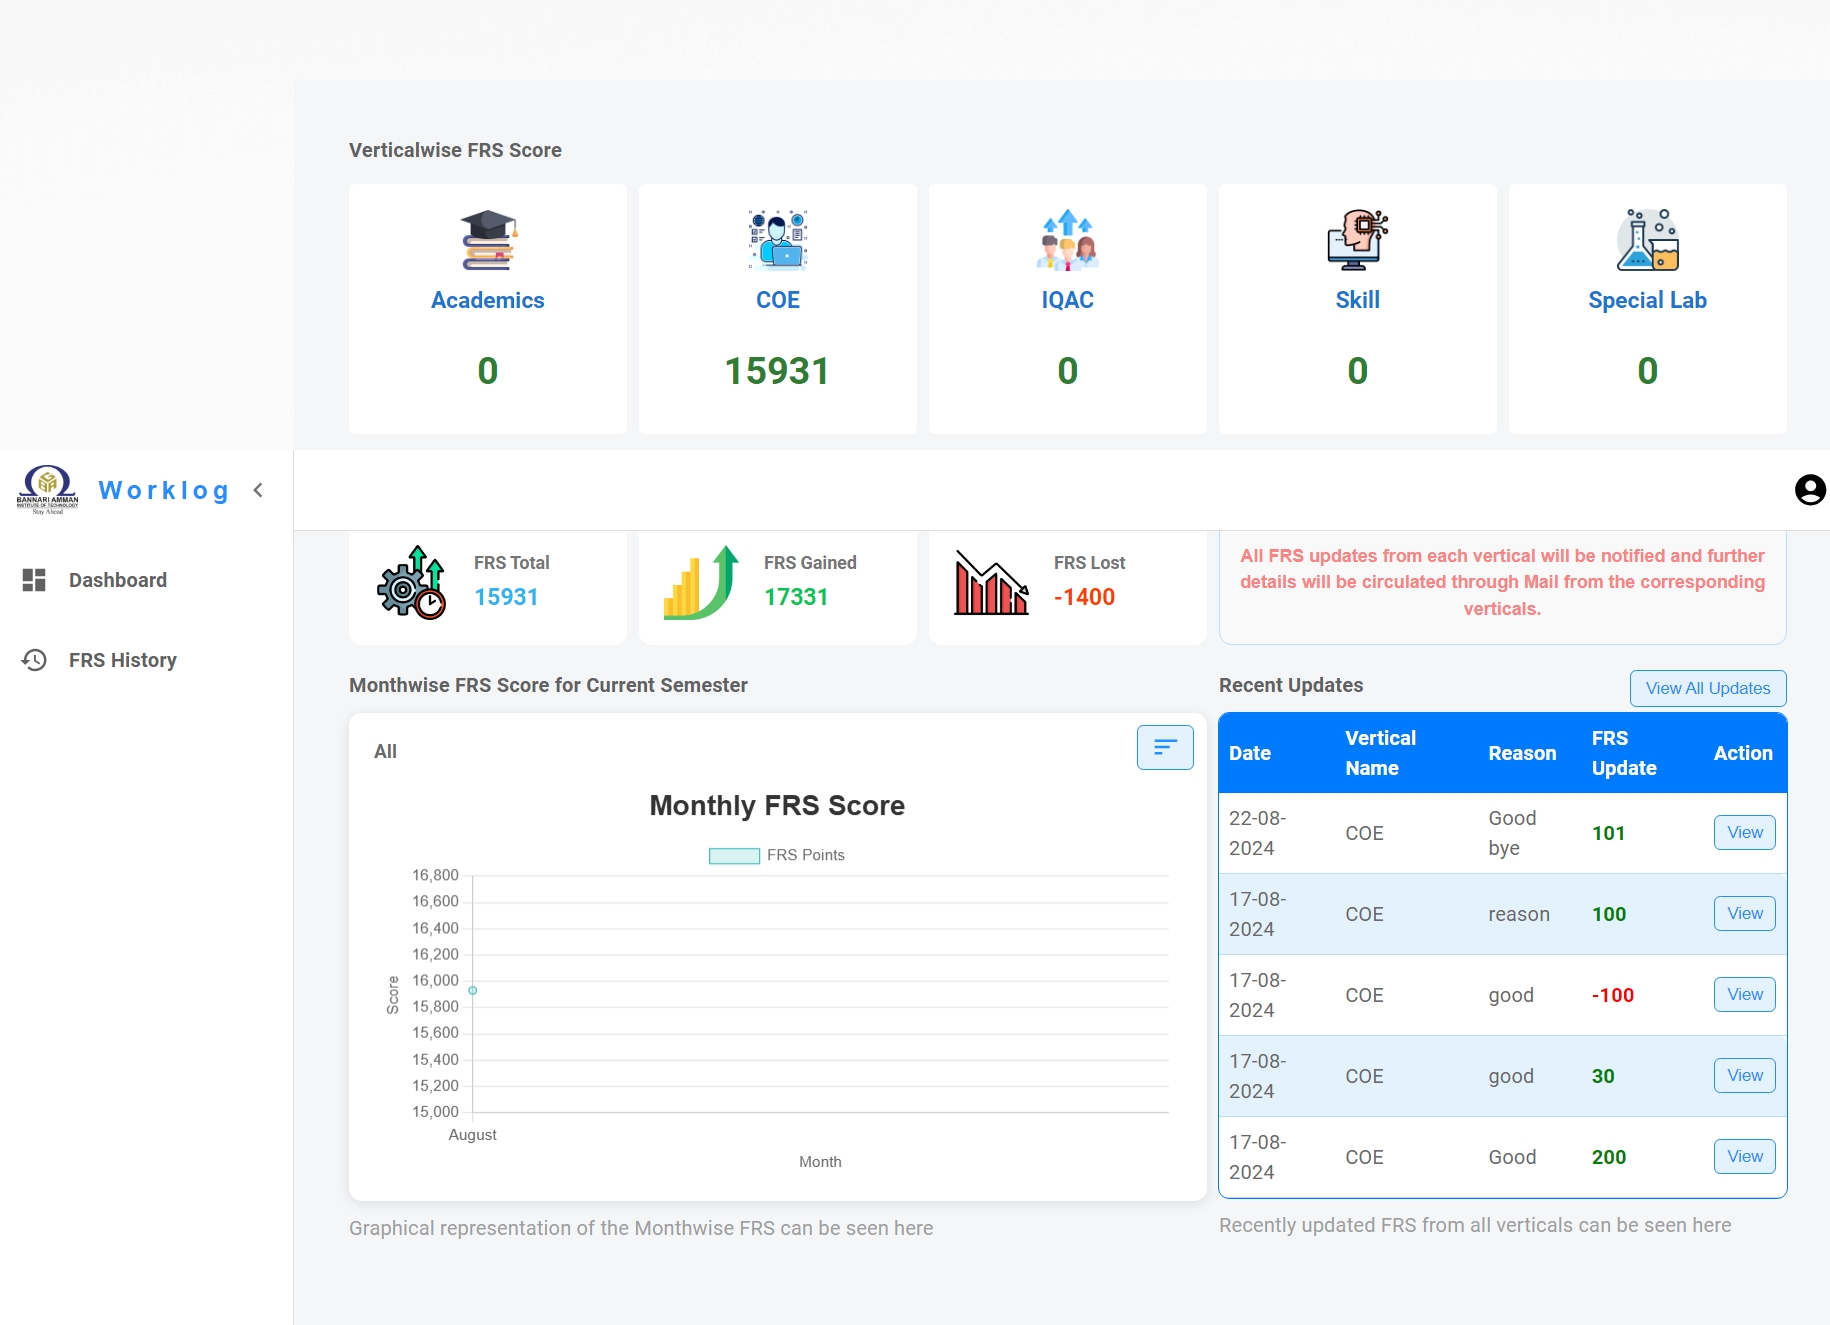 Verticalwise FRS Score
Academics
0
COE
15931
IQAC
0
Skill
0
Special Lab
0
BANNARI AMMAN
INSTITUTE OF TECHNOLOGY
Stay Ahead
Worklog
Dashboard
FRS History
FRS Total
15931
FRS Gained
17331
FRS Lost
-1400
All FRS updates from each vertical will be notified and further
details will be circulated through Mail from the corresponding
verticals.
Monthwise FRS Score for Current Semester
All
Monthly FRS Score
FRS Points
16,800
16,600
16,400
16,200
16,000
15,800
15,600
15,400
15,200
15,000
Score
August
Month
Graphical representation of the Monthwise FRS can be seen here
Recent Updates
View All Updates
Date Vertical Name Reason FRS Update Action
22-08-2024 COE Good bye 101 View
17-08-2024 COE reason 100 View
17-08-2024 COE good -100 View
17-08-2024 COE good 30 View
17-08-2024 COE Good 200 View
Recently updated FRS from all verticals can be seen here